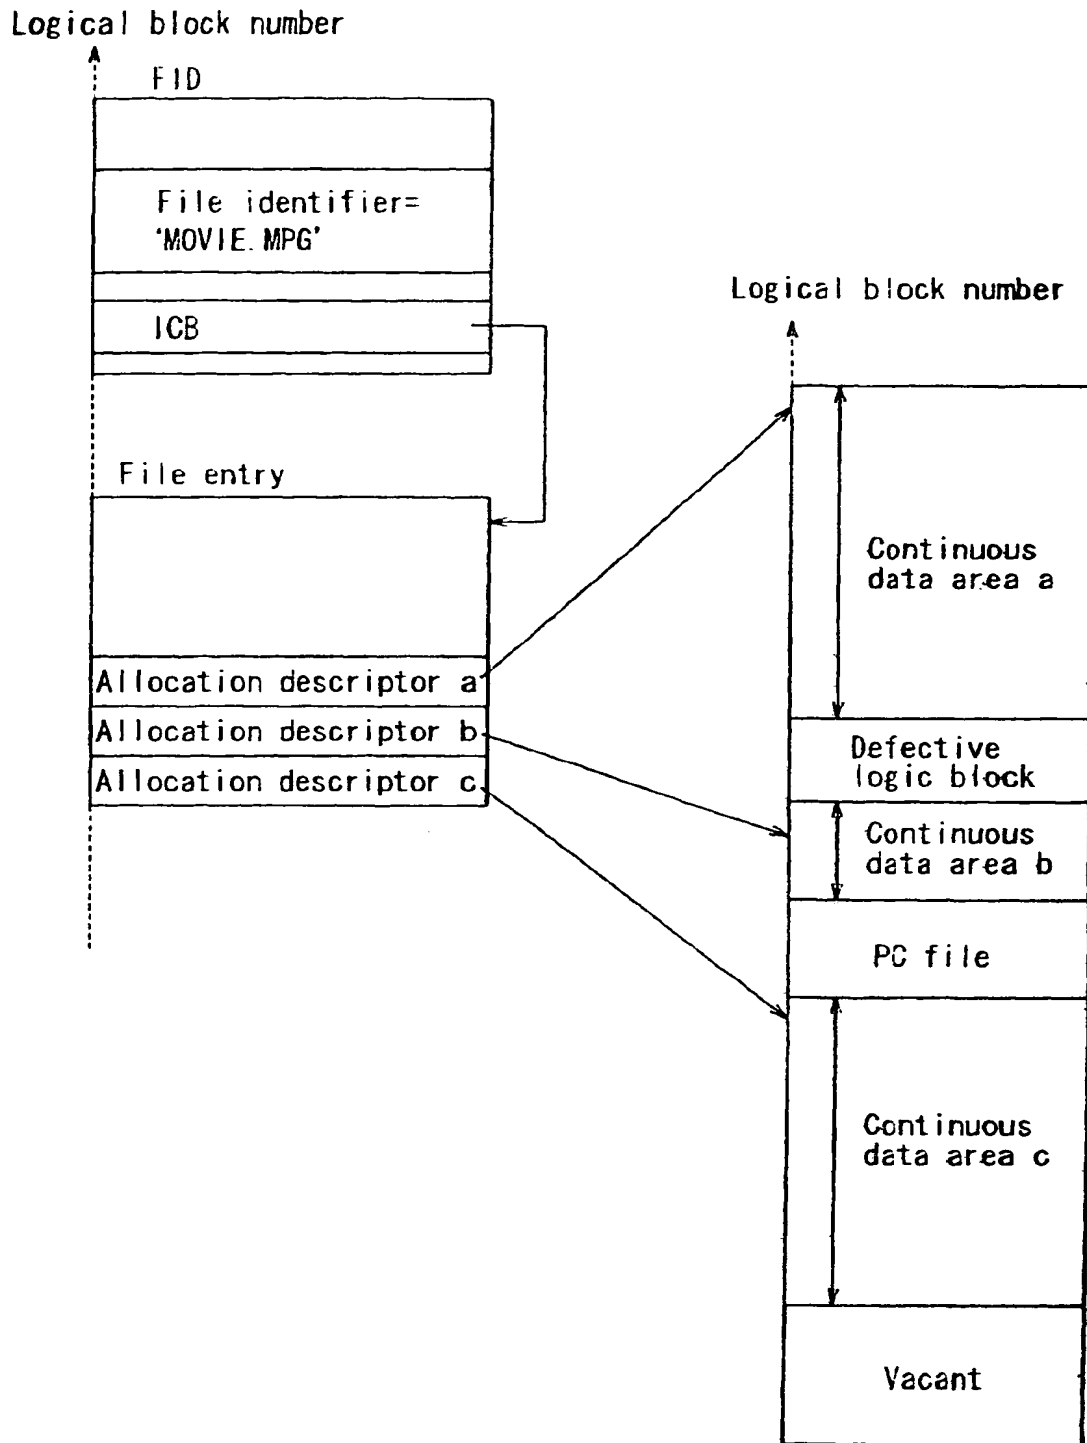 Logical block number
FID
File identifier=
'MOVIE.MPG'
ICB
File entry
Allocation descriptor a
Allocation descriptor b
Allocation descriptor c
Logical block number
Continuous
data area a
Defective
logic block
Continuous
data area b
PC file
Continuous
data area c
Vacant